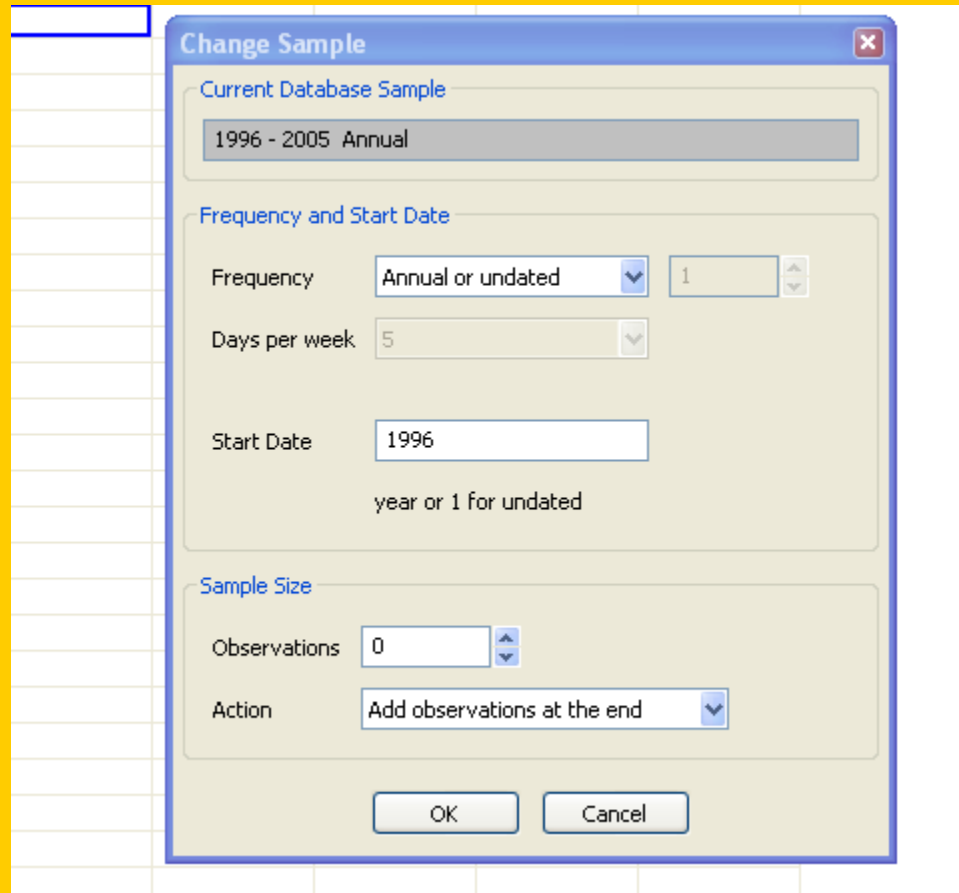 Change Sample
Current Database Sample
1996 - 2005 Annual
Frequency and Start Date
Frequency Annual or undated 1
Days per week 5
Start Date 1996
year or 1 for undated
Sample Size
Observations 0
Action Add observations at the end
OK Cancel